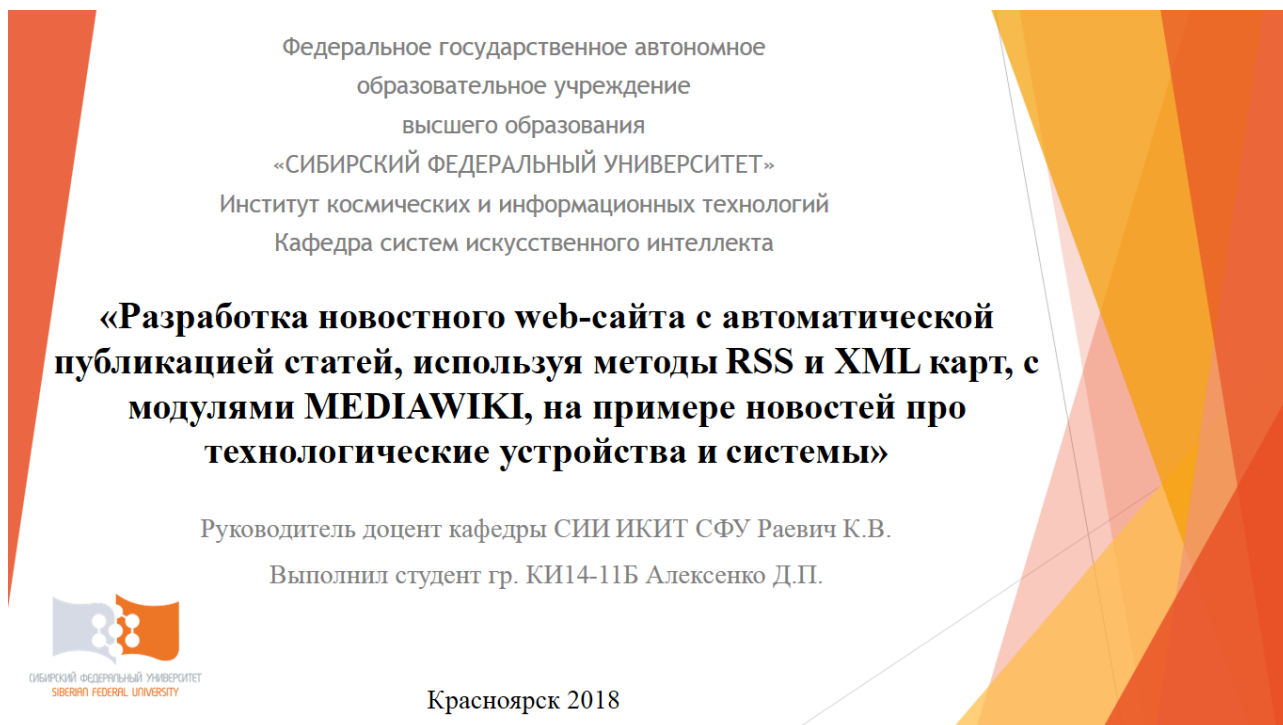 Федеральное государственное автономное
образовательное учреждение
высшего образования
«СИБИРСКИЙ ФЕДЕРАЛЬНЫЙ УНИВЕРСИТЕТ»
Институт космических и информационных технологий
Кафедра систем искусственного интеллекта
«Разработка новостного web-сайта с автоматической
публикацией статей, используя методы RSS и XML карт, с
модулями MEDIAWIKI, на примере новостей про
технологические устройства и системы»
Руководитель доцент кафедры СИИ ИКИТ СФУ Раевич К.В.
Выполнил студент гр. КИ14-11Б Алексенко Д.П.
СИБИРСКИЙ ФЕДЕРАЛЬНЫЙ УНИВЕРСИТЕТ
SIBERIAN FEDERAL UNIVERSITY
Красноярск 2018